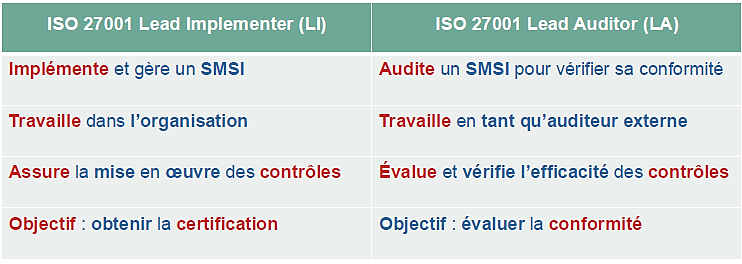 ISO 27001 Lead Implementer (LI) ISO 27001 Lead Auditor (LA)
Implémente et gère un SMSI Audite un SMSI pour vérifier sa conformité
Travaille dans l’organisation Travaille en tant qu’auditeur externe
Assure la mise en œuvre des contrôles Évalue et vérifie l’efficacité des contrôles
Objectif : obtenir la certification Objectif : évaluer la conformité